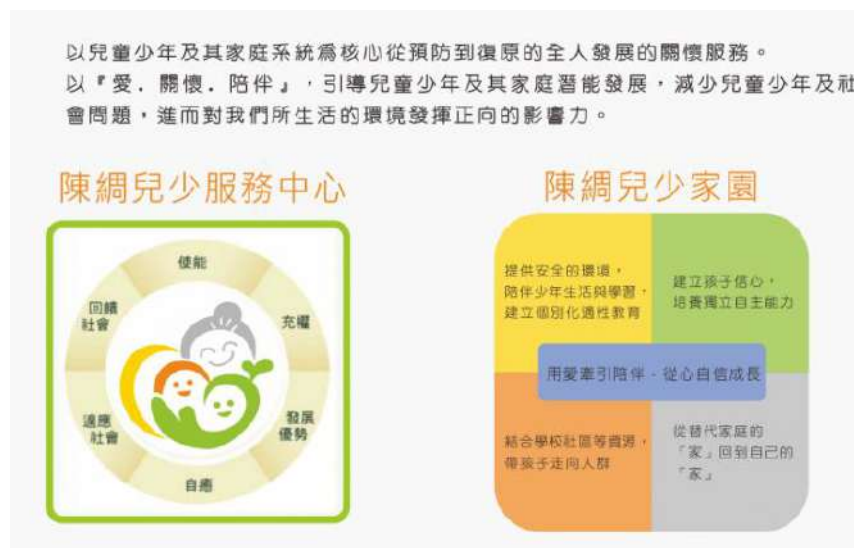 以兒童少年及其家庭系統為核心從預防到復原的全人發展的關懷服務。
以『愛．關懷．陪伴』，引導兒童少年及其家庭潛能發展，減少兒童少年及社
會問題，進而對我們所生活的環境發揮正向的影響力。
陳綢兒少服務中心
陳綢兒少家園
使能
充權
發展
優勢
自癒
適應
社會
回饋
社會
提供安全的環境，
陪伴少年生活與學習，
建立個別化適性教育
建立孩子信心，
培養獨立自主能力
用愛牽引陪伴．從心自信成長
結合學校社區等資源，
帶孩子走向人群
從替代家庭的
「家」回到自己的
「家」